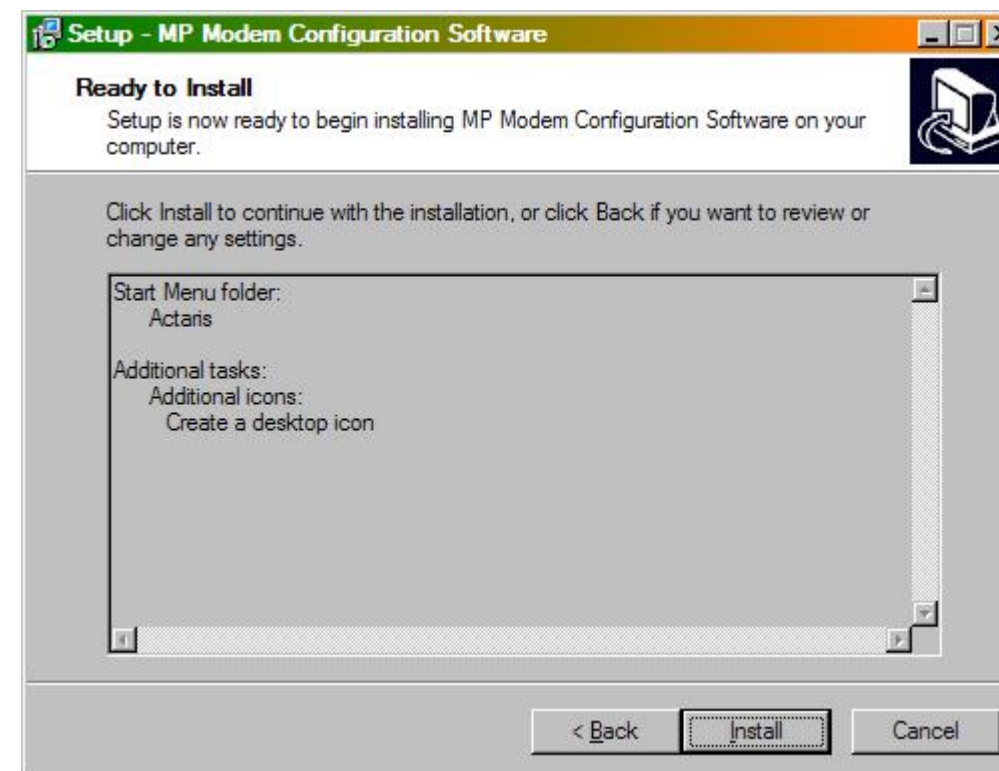 Setup - MP Modem Configuration Software
Ready to Install
Setup is now ready to begin installing MP Modem Configuration Software on your
computer.
Click Install to continue with the installation, or click Back if you want to review or
change any settings.
Start Menu folder:
Actaris
Additional tasks:
Additional icons:
Create a desktop icon
< Back
Install
Cancel